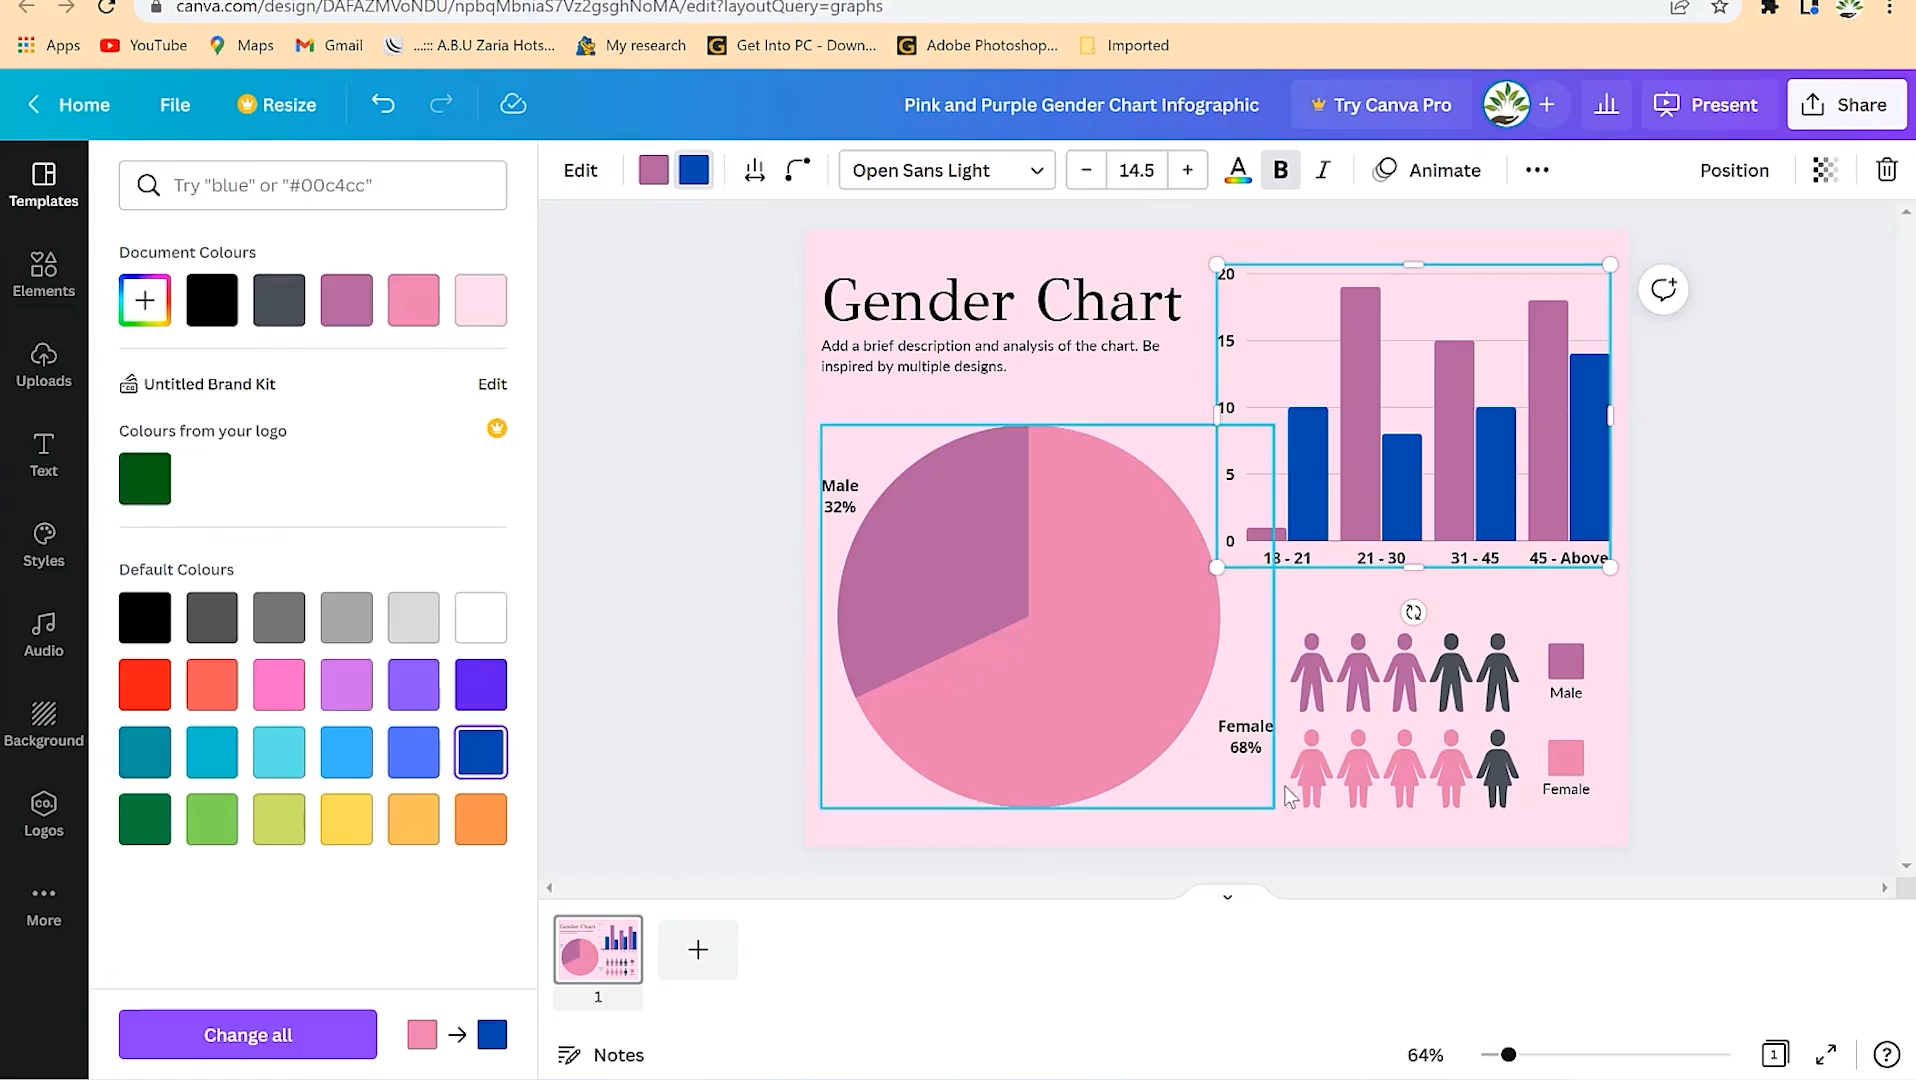 canva.com/design/DAFAZMVoNDU/npbqMbniaS7Vz2gsghNoMA/edit?layoutQuery=graphs
Apps
YouTube
Maps
Gmail
...::: A.B.U Zaria Hots...
My research
Get Into PC - Down...
Adobe Photoshop...
Imported
Home
File
Resize
Pink and Purple Gender Chart Infographic
Try Canva Pro
Present
Share
Templates
Elements
Uploads
Text
Styles
Audio
Background
CO.
Logos
More
Try "blue" or "#00c4cc"
Document Colours
Untitled Brand Kit
Edit
Colours from your logo
Default Colours
Change all
Edit
Open Sans Light
14.5
A
B
I
Animate
Position
Gender Chart
Add a brief description and analysis of the chart. Be
inspired by multiple designs.
Male
32%
Female
68%
20
15
10
5
0
18 - 21
21 - 30
31 - 45
45 - Above
Male
Female
1
Notes
64%
1